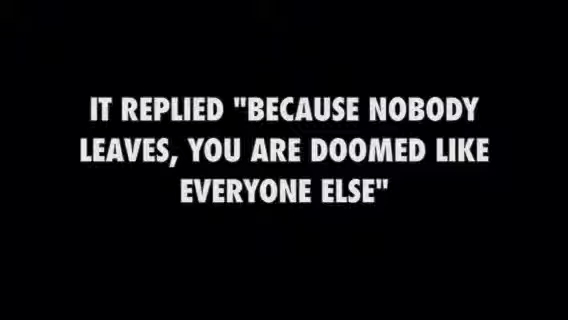 IT REPLIED "BECAUSE NOBODY
LEAVES, YOU ARE DOOMED LIKE
EVERYONE ELSE"